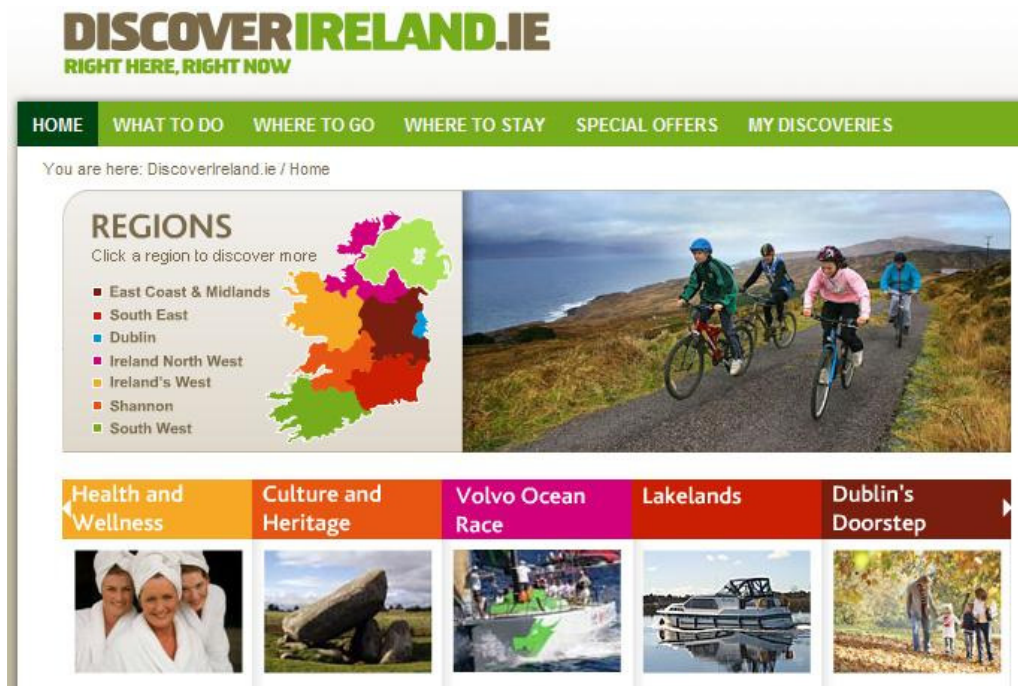 DISCOVERIRELAND.IE
RIGHT HERE, RIGHT NOW
HOME WHAT TO DO WHERE TO GO WHERE TO STAY SPECIAL OFFERS MY DISCOVERIES
You are here: DiscoverIreland.ie / Home
REGIONS
Click a region to discover more
East Coast & Midlands
South East
Dublin
Ireland North West
Ireland's West
Shannon
South West
Health and
Wellness
Culture and
Heritage
Volvo Ocean
Race
Lakelands
Dublin's
Doorstep